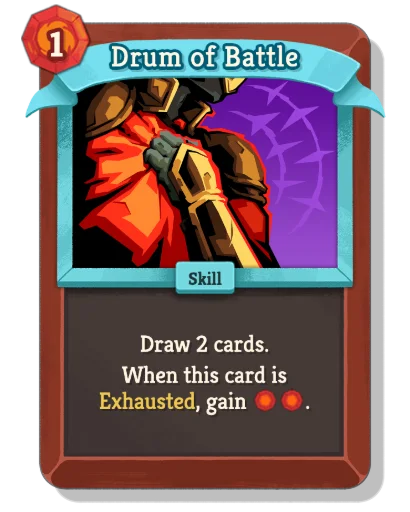 1
Drum of Battle
Skill
Draw 2 cards.
When this card is
Exhausted, gain .